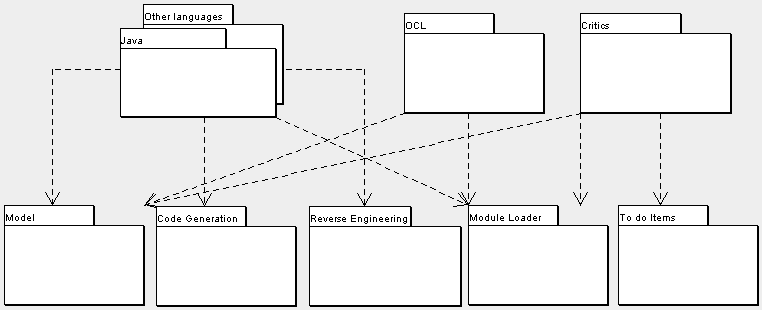 Other languages
Java
OCL
Critics
Model
Code Generation
Reverse Engineering
Module Loader
To do Items